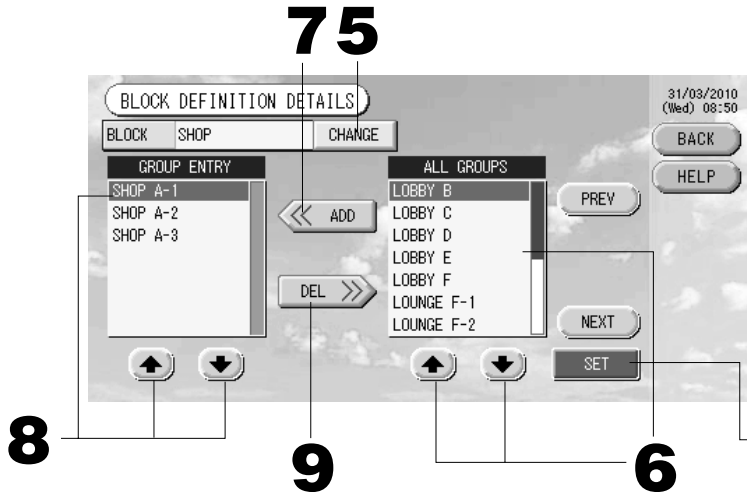 7 5
BLOCK DEFINITION DETAILS
31/03/2010
(Wed) 08:50
BLOCK SHOP CHANGE
BACK
HELP
GROUP ENTRY
SHOP A-1
SHOP A-2
SHOP A-3
ADD
DEL
ALL GROUPS
LOBBY B
LOBBY C
LOBBY D
LOBBY E
LOBBY F
LOUNGE F-1
LOUNGE F-2
PREV
NEXT
SET
8
9
6